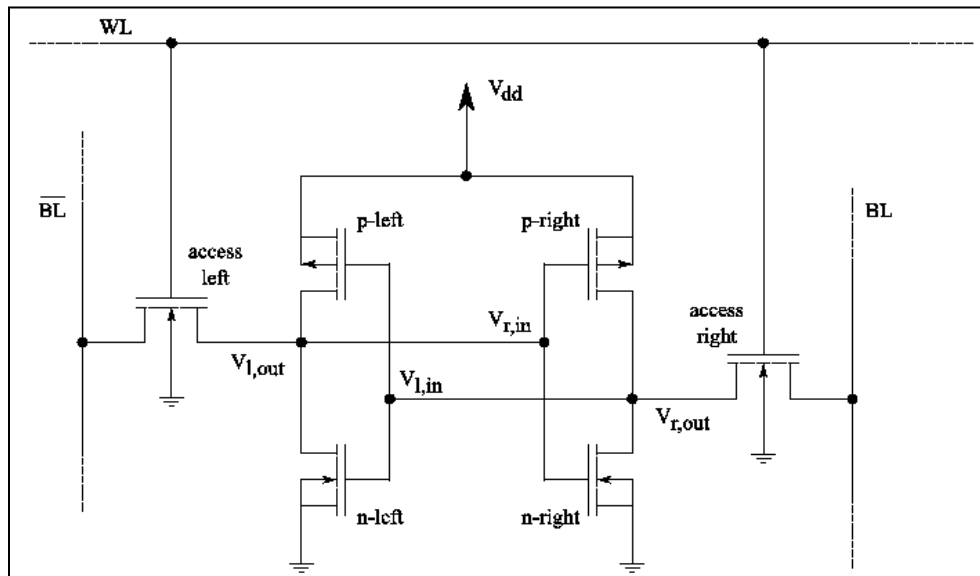 WL
V_dd
B̅L̅
BL
p-left
p-right
access
left
access
right
V_r,in
V_l,out
V_l,in
V_r,out
n-left
n-right